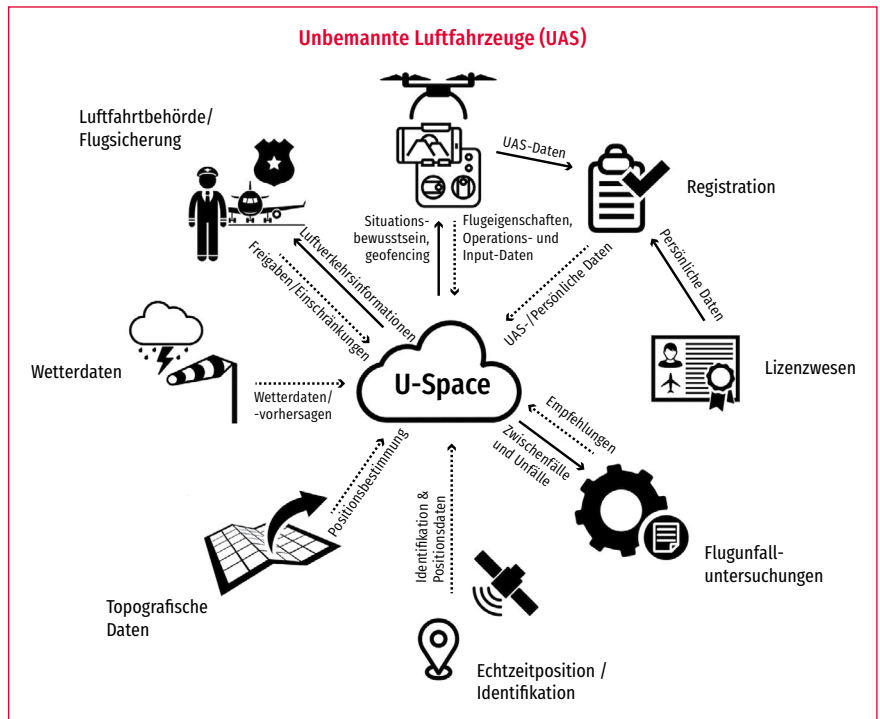 Unbemannte Luftfahrzeuge (UAS)
Luftfahrtbehörde/
Flugsicherung
UAS-Daten
Registration
Situations-
bewusstsein,
geofencing
Flugeigenschaften,
Operations- und
Input-Daten
Luftverkehrsinformationen
Freigaben/Einschränkungen
UAS-/Persönliche Daten
Persönliche Daten
Wetterdaten
Wetterdaten/
-vorhersagen
U-Space
Lizenzwesen
Empfehlungen
Zwischenfälle
und Unfälle
Positionsbestimmung
Identifikation &
Positionsdaten
Flugunfall-
untersuchungen
Topografische
Daten
Echtzeitposition /
Identifikation